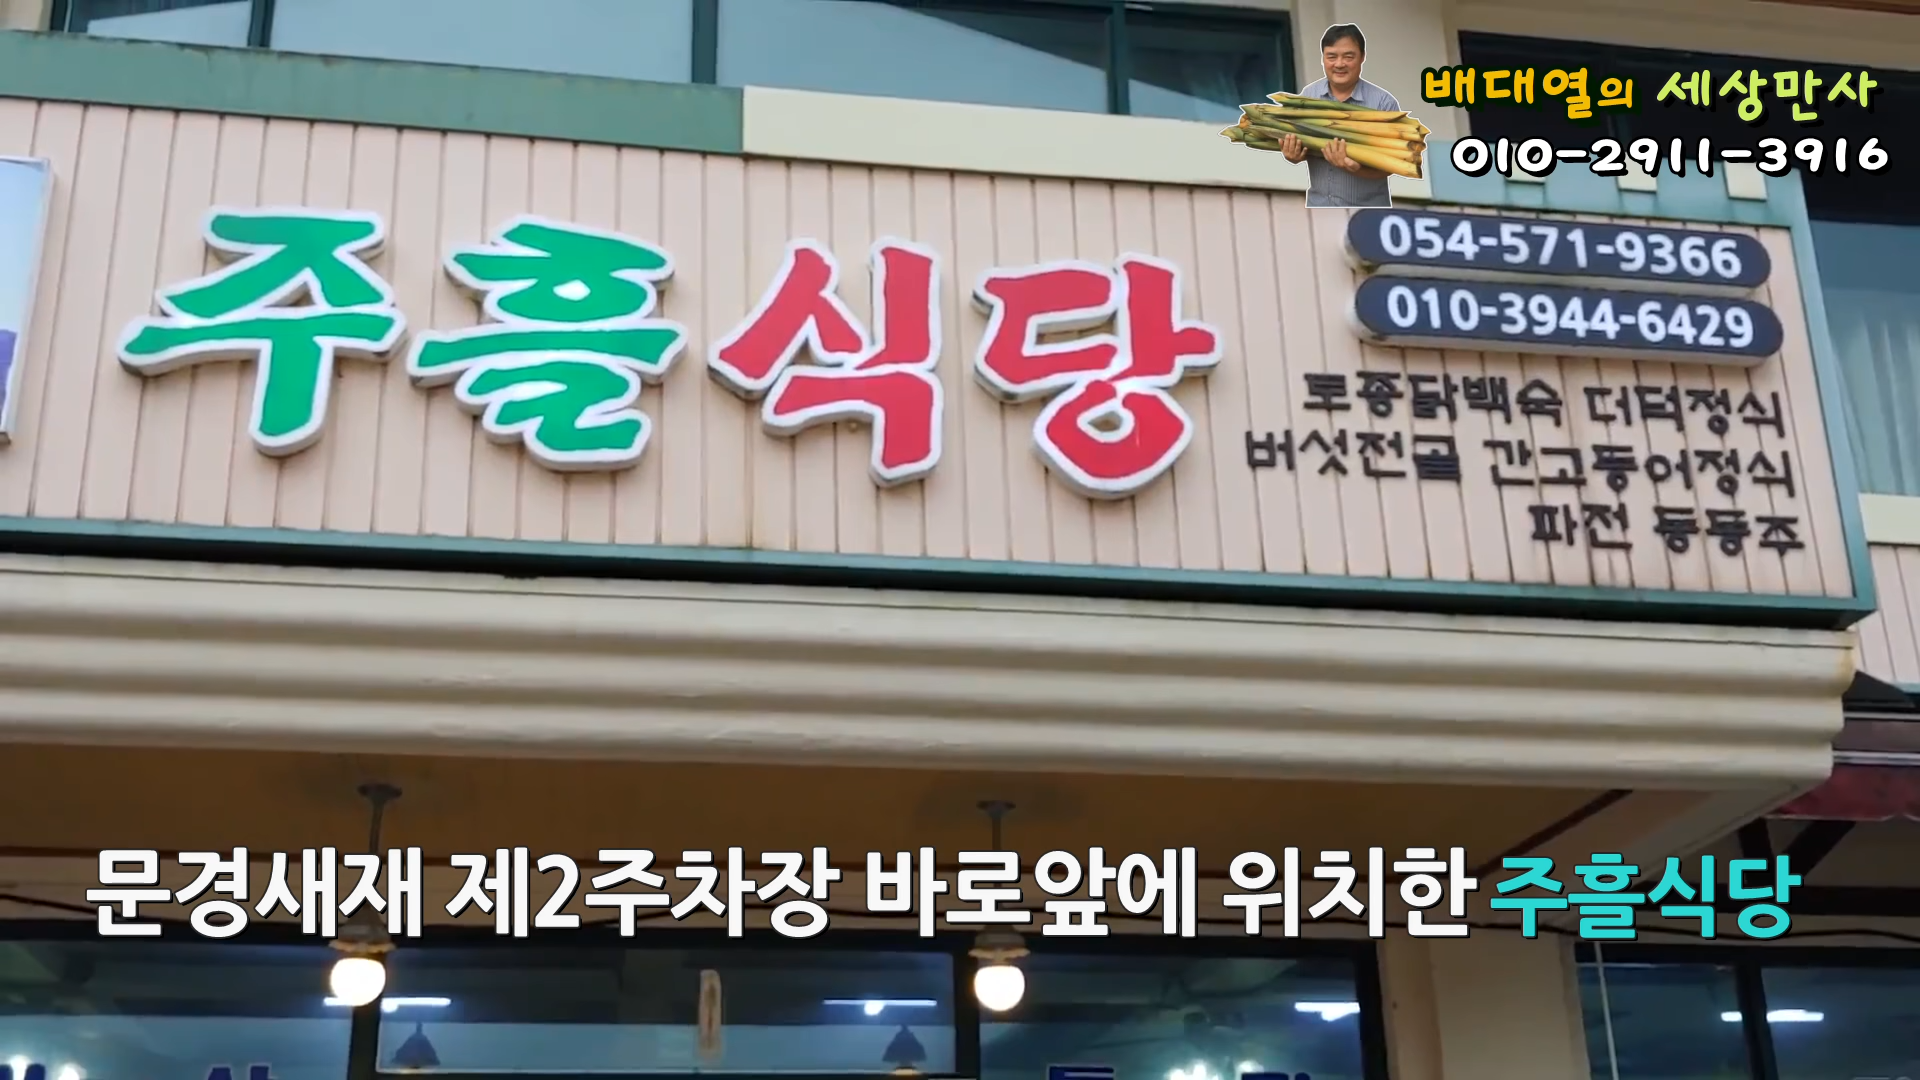 배대열의 세상만사
010-2911-3916
주흘식당
054-571-9366
010-3944-6429
토종닭백숙 더덕정식
버섯전골 간고등어정식
파전 동동주
문경새재 제2주차장 바로앞에 위치한 주흘식당